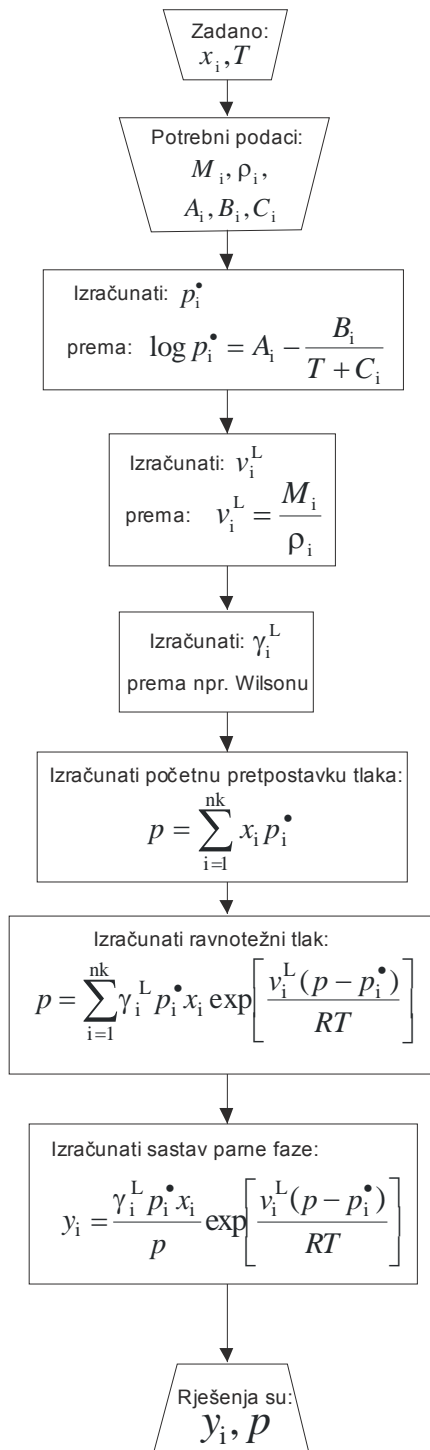 Zadano:
x_i, T
Potrebni podaci:
M_i, ρ_i,
A_i, B_i, C_i
Izračunati: p_i^•
prema: log p_i^• = A_i − B_i / (T + C_i)
Izračunati: v_i^L
prema: v_i^L = M_i / ρ_i
Izračunati: γ_i^L
prema npr. Wilsonu
Izračunati početnu pretpostavku tlaka:
p = ∑_{i=1}^{nk} x_i p_i^•
Izračunati ravnotežni tlak:
p = ∑_{i=1}^{nk} γ_i^L p_i^• x_i exp[v_i^L (p − p_i^•) / RT]
Izračunati sastav parne faze:
y_i = γ_i^L p_i^• x_i / p exp[v_i^L (p − p_i^•) / RT]
Rješenja su:
y_i, p